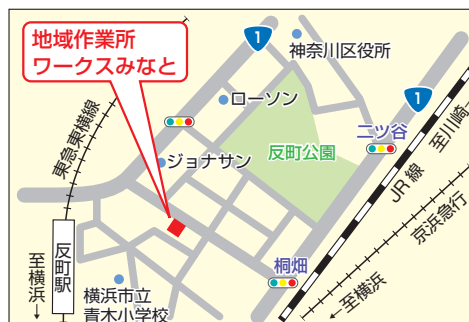 地域作業所
ワークスみなと
1
神奈川区役所
ローソン
1
二ツ谷
至川崎
東急東横線
ジョナサン
反町公園
JR線
京浜急行
反町駅
至横浜
↓
桐畑
←至横浜
横浜市立
青木小学校